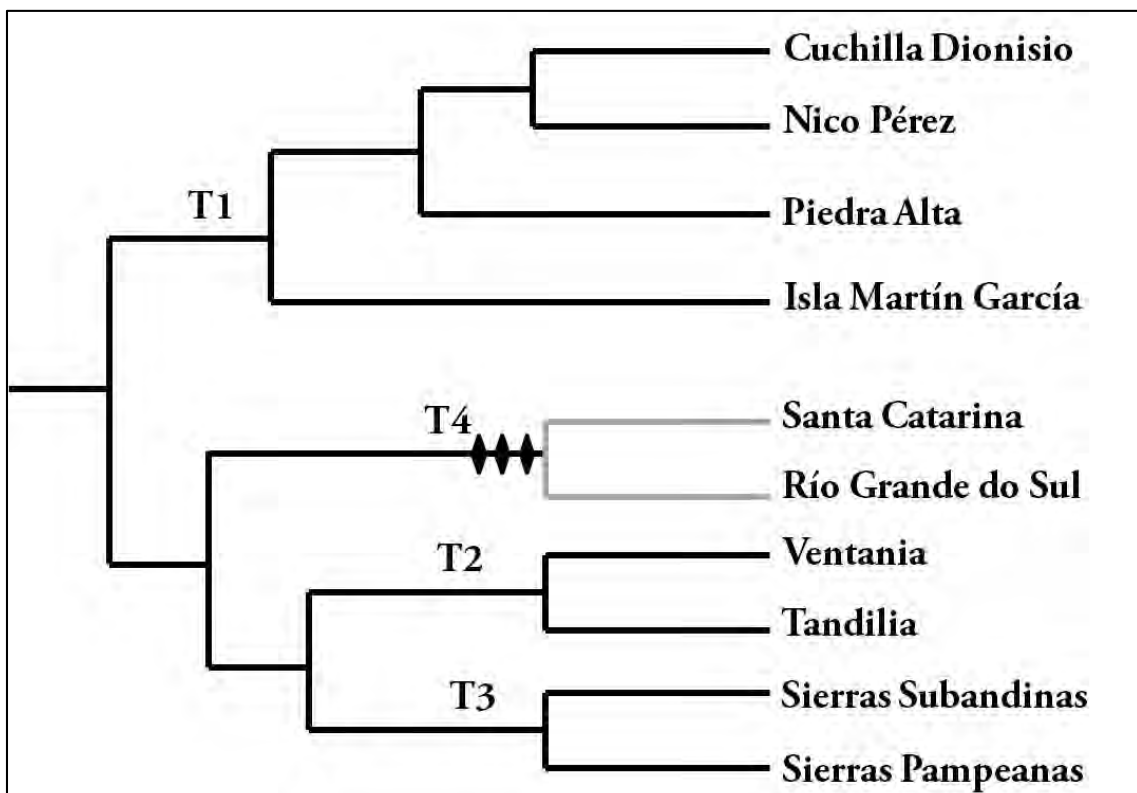 Cuchilla Dionisio
Nico Pérez
T1
Piedra Alta
Isla Martín García
T4
Santa Catarina
Río Grande do Sul
T2
Ventania
Tandilia
T3
Sierras Subandinas
Sierras Pampeanas